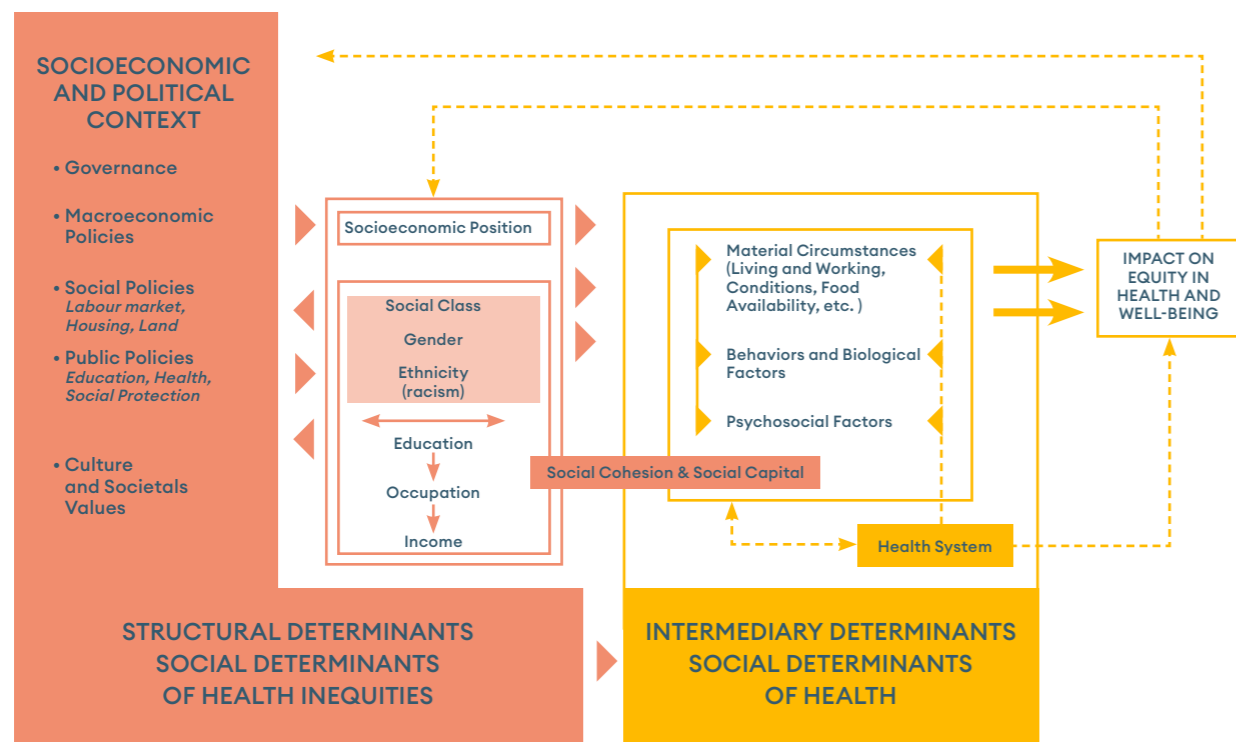 SOCIOECONOMIC
AND POLITICAL
CONTEXT
• Governance
• Macroeconomic
Policies
• Social Policies
Labour market,
Housing, Land
• Public Policies
Education, Health,
Social Protection
• Culture
and Societals
Values
Socioeconomic Position
Social Class
Gender
Ethnicity
(racism)
Education
Occupation
Income
Social Cohesion & Social Capital
Material Circumstances
(Living and Working,
Conditions, Food
Availability, etc. )
Behaviors and Biological
Factors
Psychosocial Factors
Health System
IMPACT ON
EQUITY IN
HEALTH AND
WELL-BEING
STRUCTURAL DETERMINANTS
SOCIAL DETERMINANTS
OF HEALTH INEQUITIES
INTERMEDIARY DETERMINANTS
SOCIAL DETERMINANTS
OF HEALTH